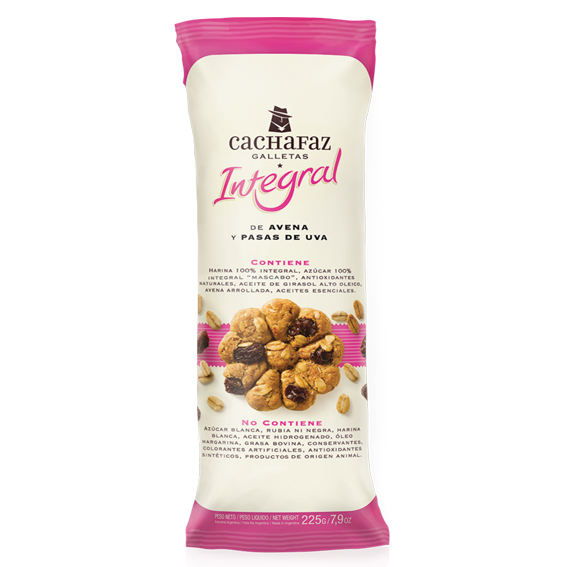 CACHAFAZ
GALLETAS
Integral
DE AVENA
Y PASAS DE UVA
CONTIENE
HARINA 100% INTEGRAL, AZÚCAR 100%
INTEGRAL "MASCABO", ANTIOXIDANTES
NATURALES, ACEITE DE GIRASOL ALTO OLEICO,
AVENA ARROLLADA, ACEITES ESENCIALES.
NO CONTIENE
AZÚCAR BLANCA, RUBIA NI NEGRA, HARINA
BLANCA, ACEITE HIDROGENADO, ÓLEO
MARGARINA, GRASA BOVINA, CONSERVANTES,
COLORANTES ARTIFICIALES, ANTIOXIDANTES
SINTÉTICOS, PRODUCTOS DE ORIGEN ANIMAL.
PESO NETO / PESO LIQUIDO / NET WEIGHT 225G/7,9OZ